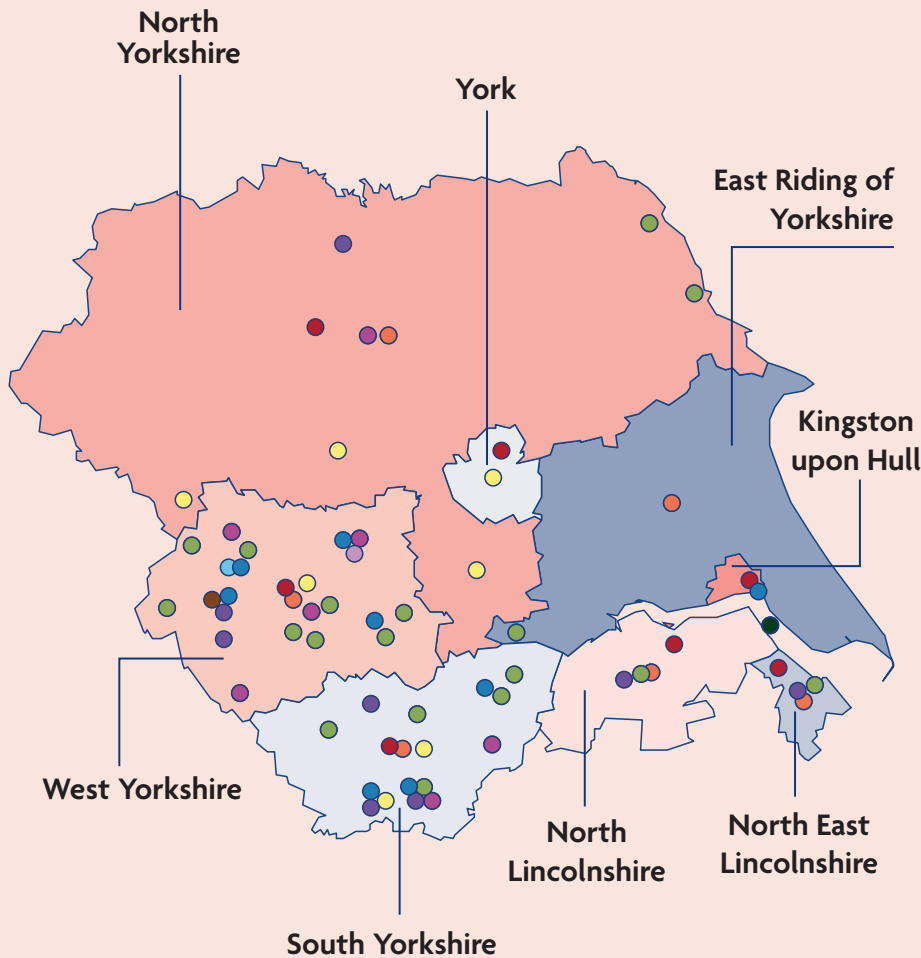 North
Yorkshire
York
East Riding of
Yorkshire
Kingston
upon Hull
West Yorkshire
North
Lincolnshire
North East
Lincolnshire
South Yorkshire